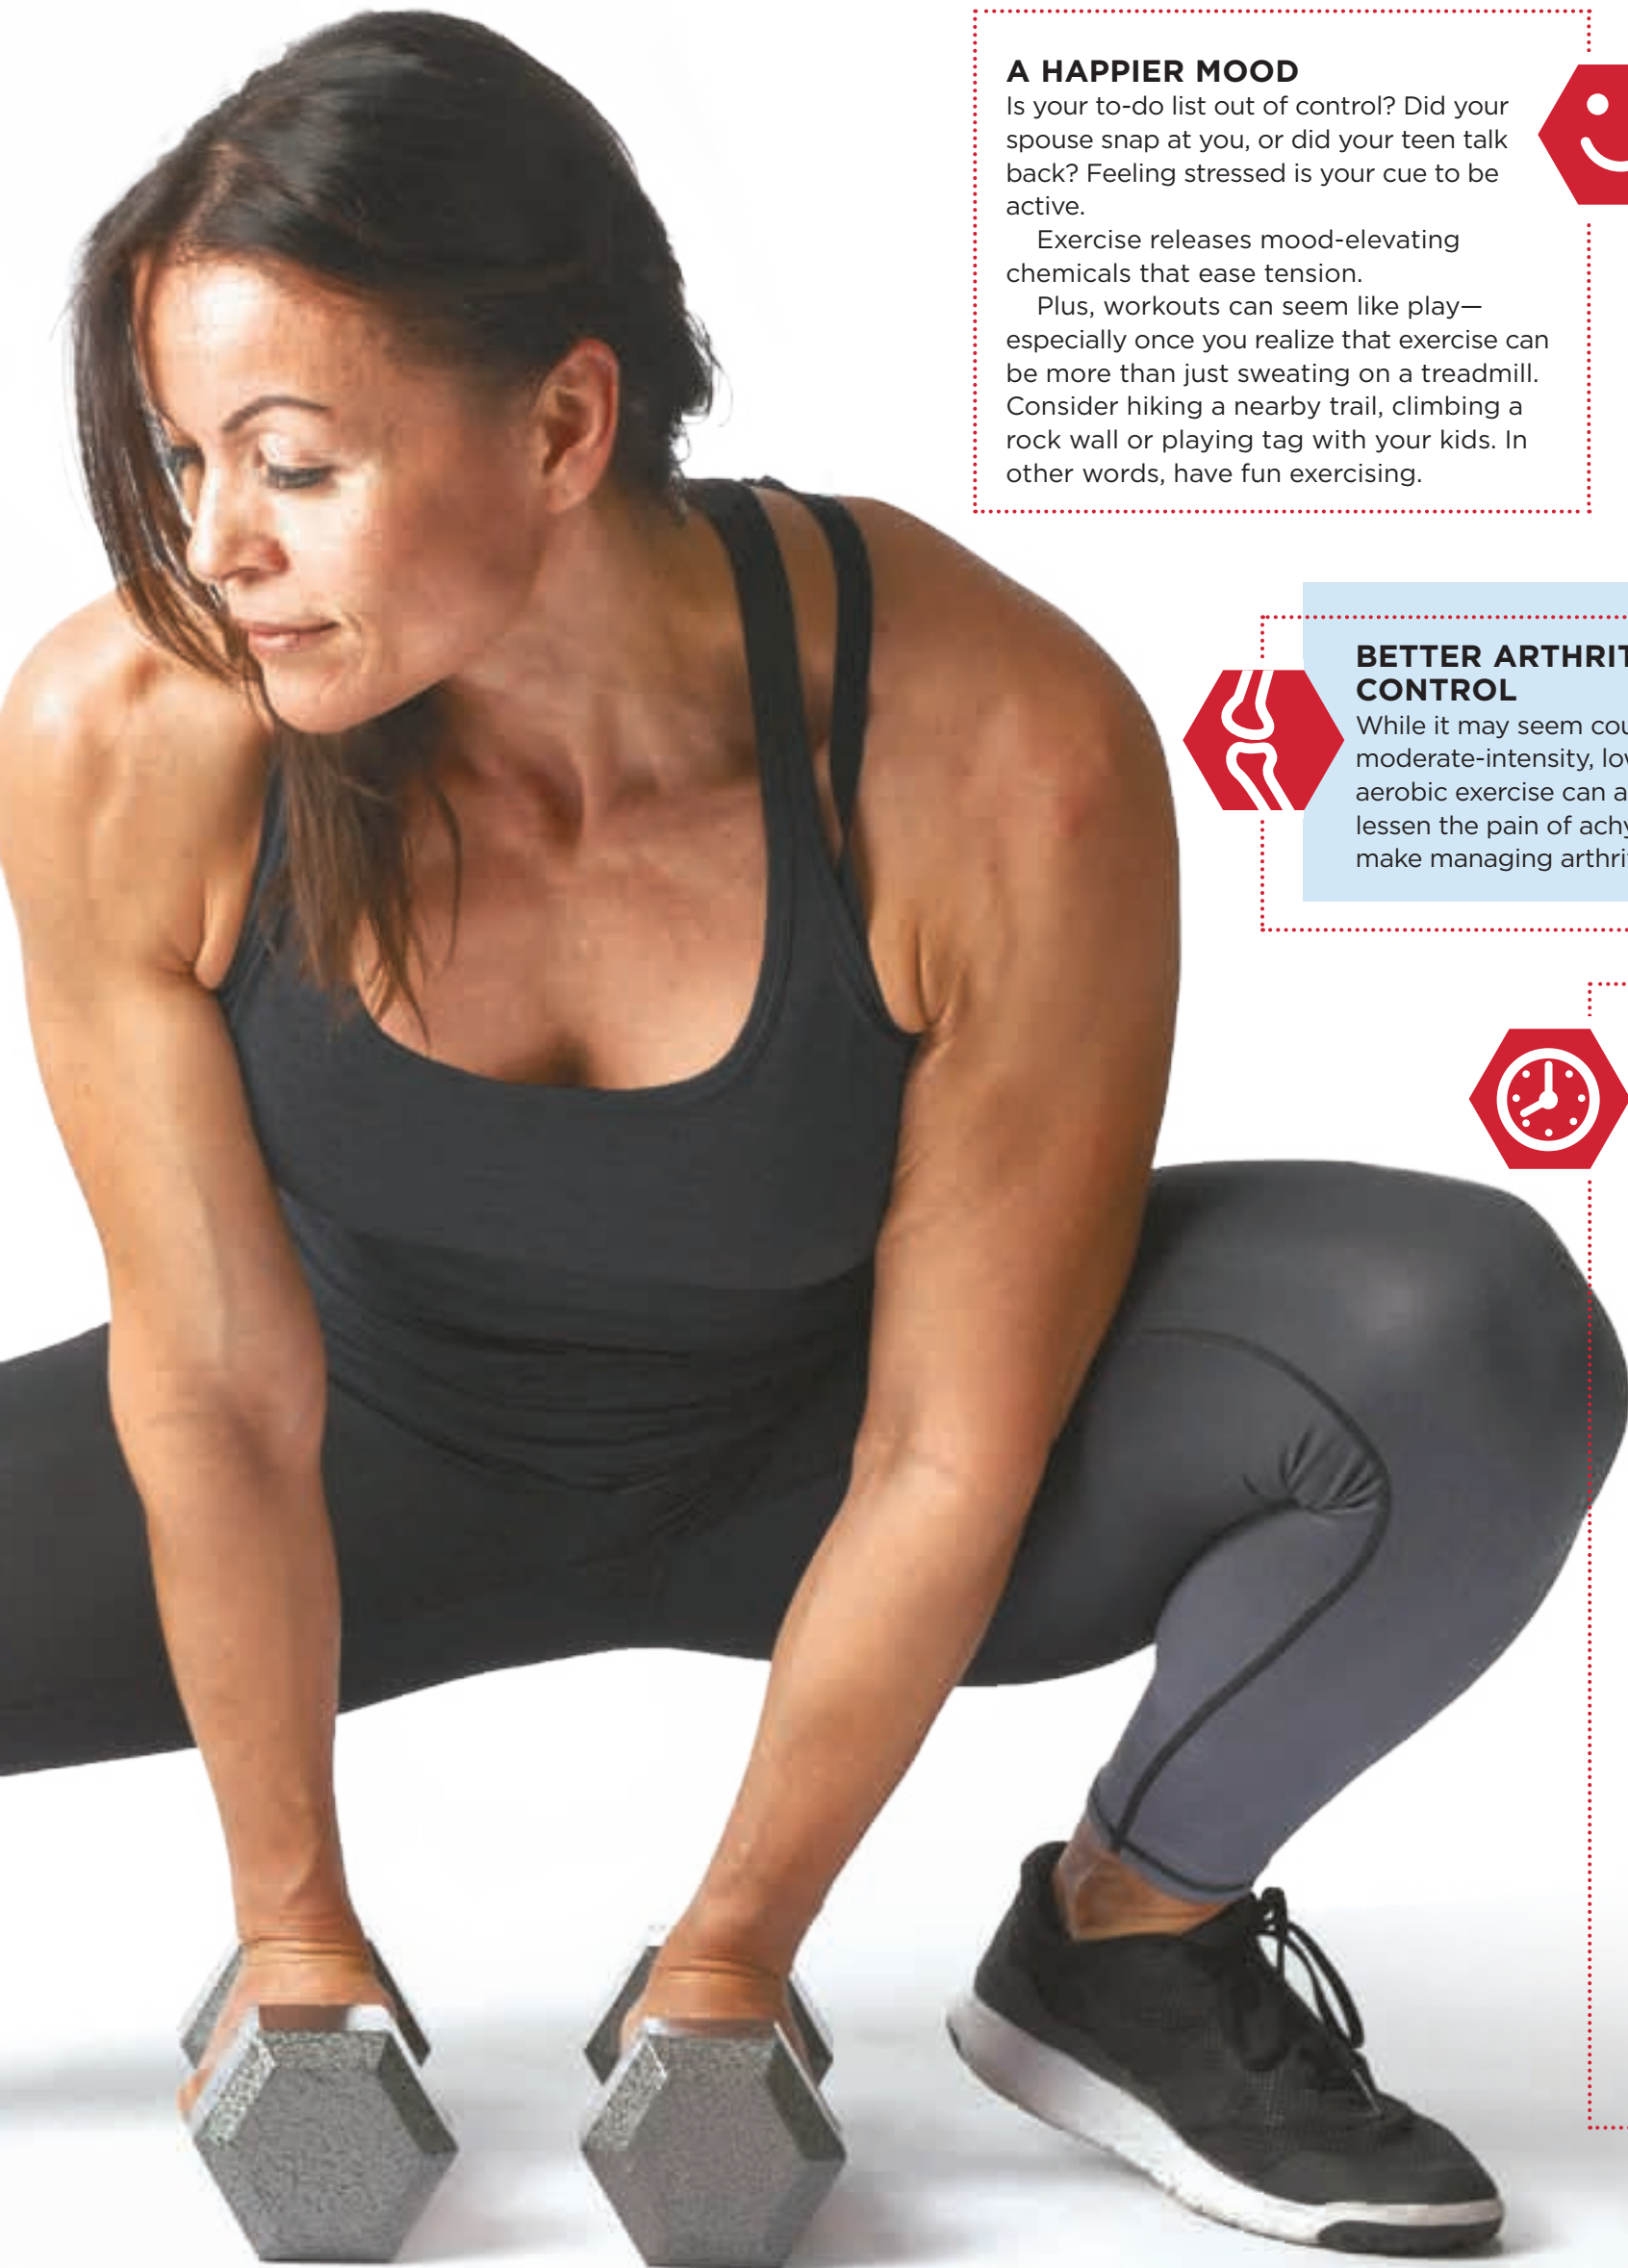 A HAPPIER MOOD
Is your to-do list out of control? Did your
spouse snap at you, or did your teen talk
back? Feeling stressed is your cue to be
active.
Exercise releases mood-elevating
chemicals that ease tension.
Plus, workouts can seem like play—
especially once you realize that exercise can
be more than just sweating on a treadmill.
Consider hiking a nearby trail, climbing a
rock wall or playing tag with your kids. In
other words, have fun exercising.
BETTER
CONTROL
While it may seem
moderate-intensity,
aerobic exercise can
lessen the pain of
make managing